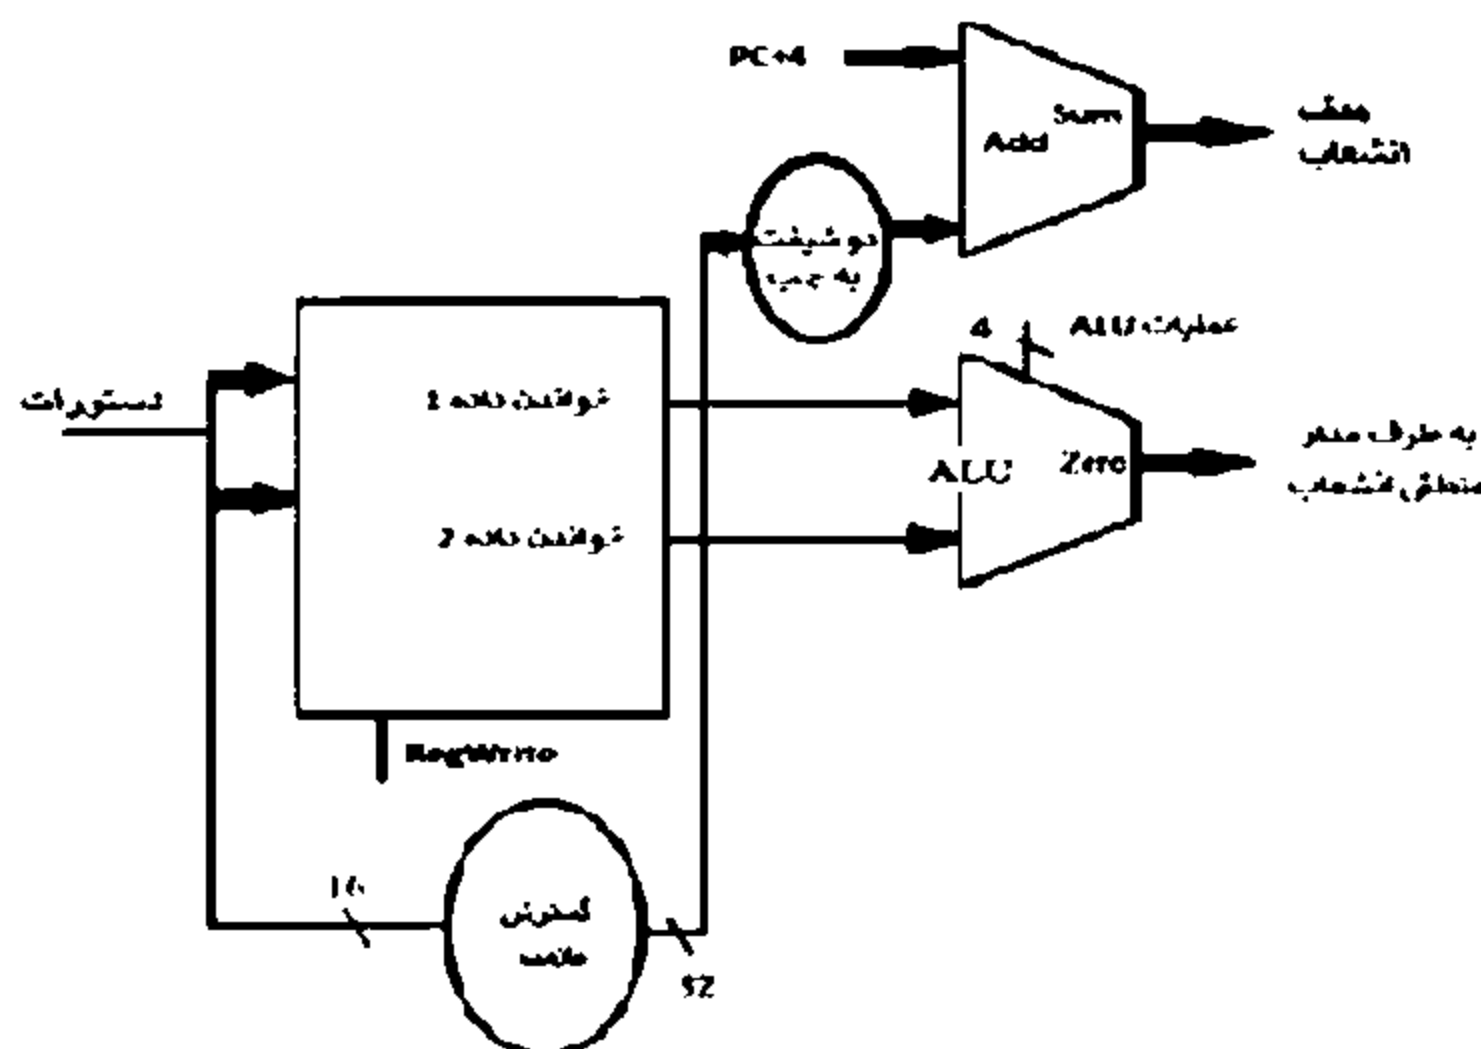 PC+4
Add
Sum
هدف
انشعاب
دو شیفت
به چپ
4
عملیات ALU
دستورات
خواندن داده 1
ALU
Zero
به طرف مدار
منطقی انشعاب
خواندن داده 2
RegWrite
16
گسترش
علامت
32